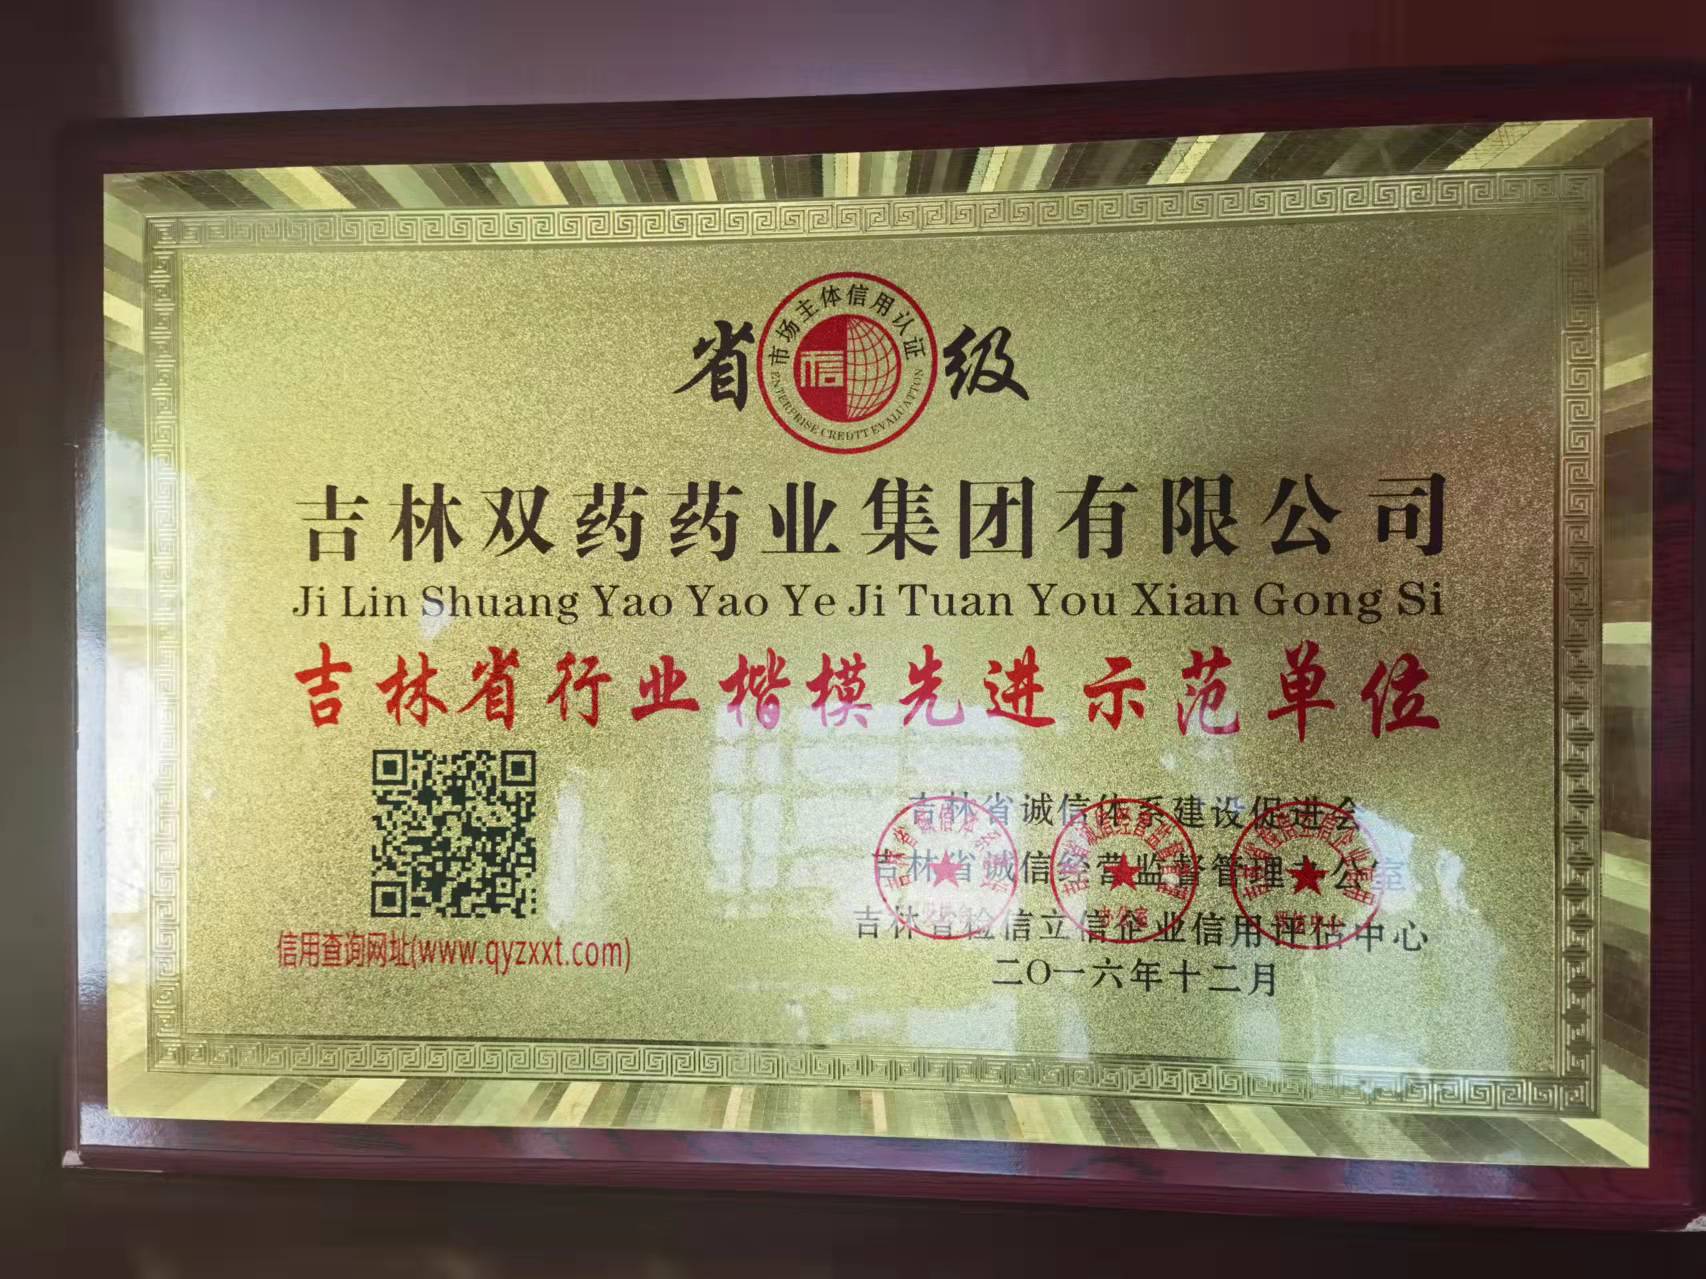 省 级
市场主体信用认证
信
ENTERPRISE CREDTT EVALUATTON
吉林双药药业集团有限公司
Ji Lin Shuang Yao Yao Ye Ji Tuan You Xian Gong Si
吉林省行业楷模先进示范单位
信用查询网址(www.qyzxxt.com)
吉林省诚信体系建设促进会
吉林省诚信经营监督管理办公室
吉林省检信立信企业信用评估中心
二〇一六年十二月